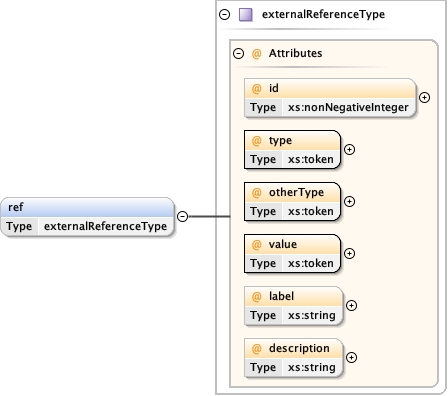 externalReferenceType
@ Attributes
@ id
Type xs:nonNegativeInteger
@ type
Type xs:token
@ otherType
Type xs:token
ref
Type externalReferenceType
@ value
Type xs:token
@ label
Type xs:string
@ description
Type xs:string